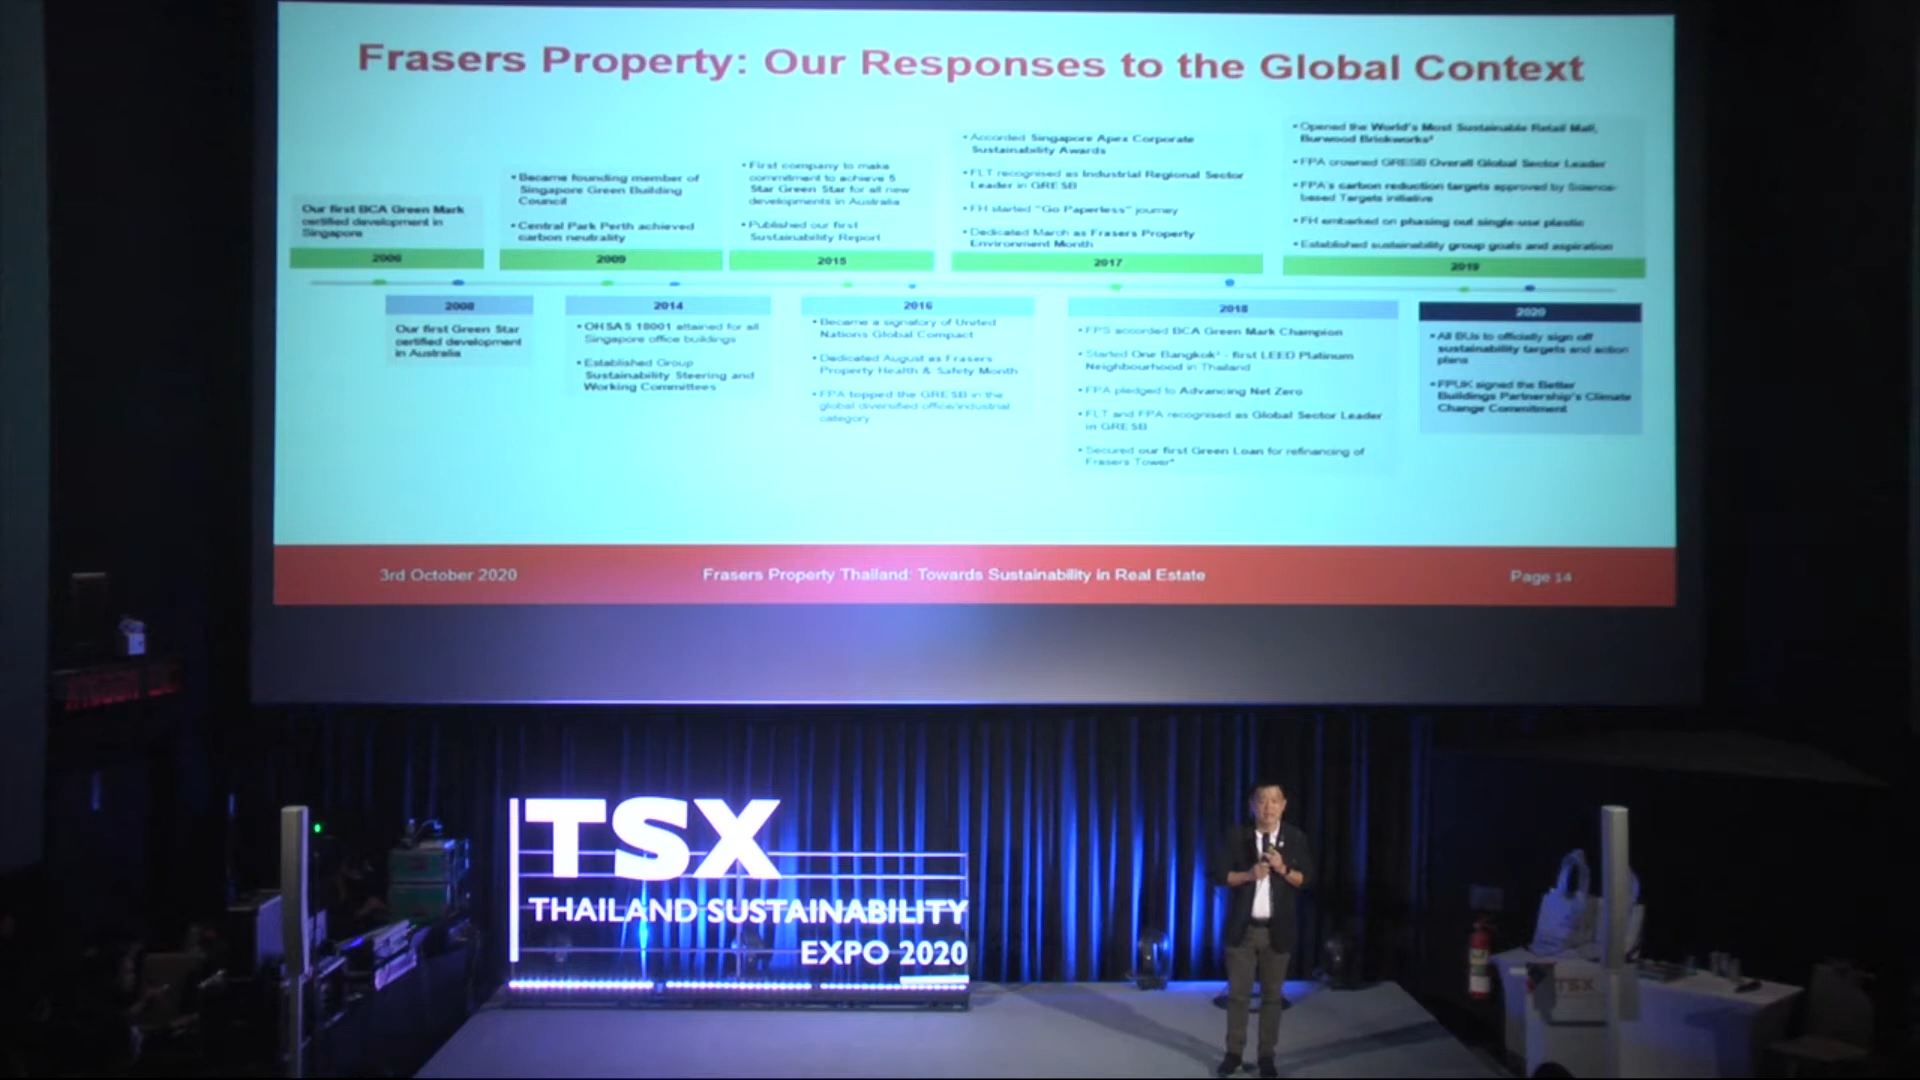 Frasers Property: Our Responses to the Global Context
Our first BCA Green Mark
certified development in
Singapore
2006
• Became founding member of
Singapore Green Building
Council
• Central Park Perth achieved
carbon neutrality
2009
• First company to make
commitment to achieve 5
Star Green Star for all new
developments in Australia
• Published our first
Sustainability Report
2015
• Accorded Singapore Apex Corporate
Sustainability Awards
• FLT recognised as Industrial Regional Sector
Leader in GRESB
• FH started "Go Paperless" journey
• Dedicated March as Frasers Property
Environment Month
2017
• Opened the World's Most Sustainable Retail Mall,
Burwood Brickworks³
• FPA crowned GRESB Overall Global Sector Leader
• FPA's carbon reduction targets approved by Science-
based Targets initiative
• FH embarked on phasing out single-use plastic
• Established sustainability group goals and aspiration
2019
2008
Our first Green Star
certified development
in Australia
2014
• OHSAS 18001 attained for all
Singapore office buildings
• Established Group
Sustainability Steering and
Working Committees
2016
• Became a signatory of United
Nations Global Compact
• Dedicated August as Frasers
Property Health & Safety Month
• FPA topped the GRESB in the
global diversified office/industrial
category
2018
• FPS accorded BCA Green Mark Champion
• Started One Bangkok¹ - first LEED Platinum
Neighbourhood in Thailand
• FPA pledged to Advancing Net Zero
• FLT and FPA recognised as Global Sector Leader
in GRESB
• Secured our first Green Loan for refinancing of
Frasers Tower²
2020
• All BUs to officially sign off
sustainability targets and action
plans
• FPUK signed the Better
Buildings Partnership's Climate
Change Commitment
3rd October 2020
Frasers Property Thailand: Towards Sustainability in Real Estate
Page 14
TSX
THAILAND SUSTAINABILITY
EXPO 2020
TSX